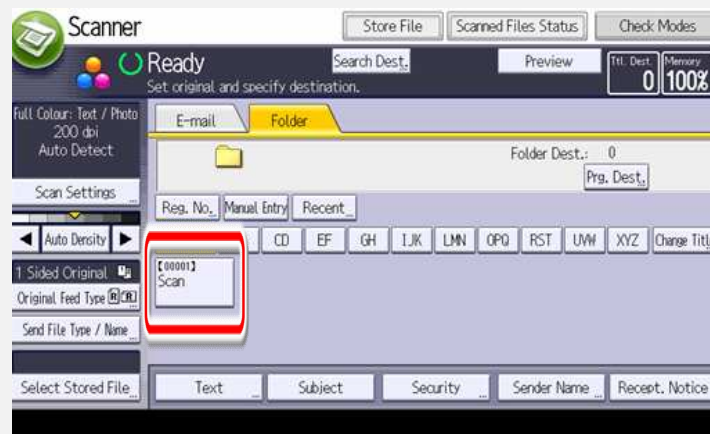 Scanner
Store File
Scanned Files Status
Check Modes
Ready
Search Dest.
Preview
Ttl. Dest.
0
Memory
100%
Set original and specify destination.
Full Colour: Text / Photo
200 dpi
Auto Detect
Scan Settings
E-mail
Folder
Folder Dest.: 0
Prg. Dest.
Reg. No.
Manual Entry
Recent
Auto Density
CD
EF
GH
IJK
LMN
OPQ
RST
UVW
XYZ
Change Titl
1 Sided Original
[00001]
Scan
Original Feed Type
Send File Type / Name
Select Stored File
Text
Subject
Security
Sender Name
Recept. Notice